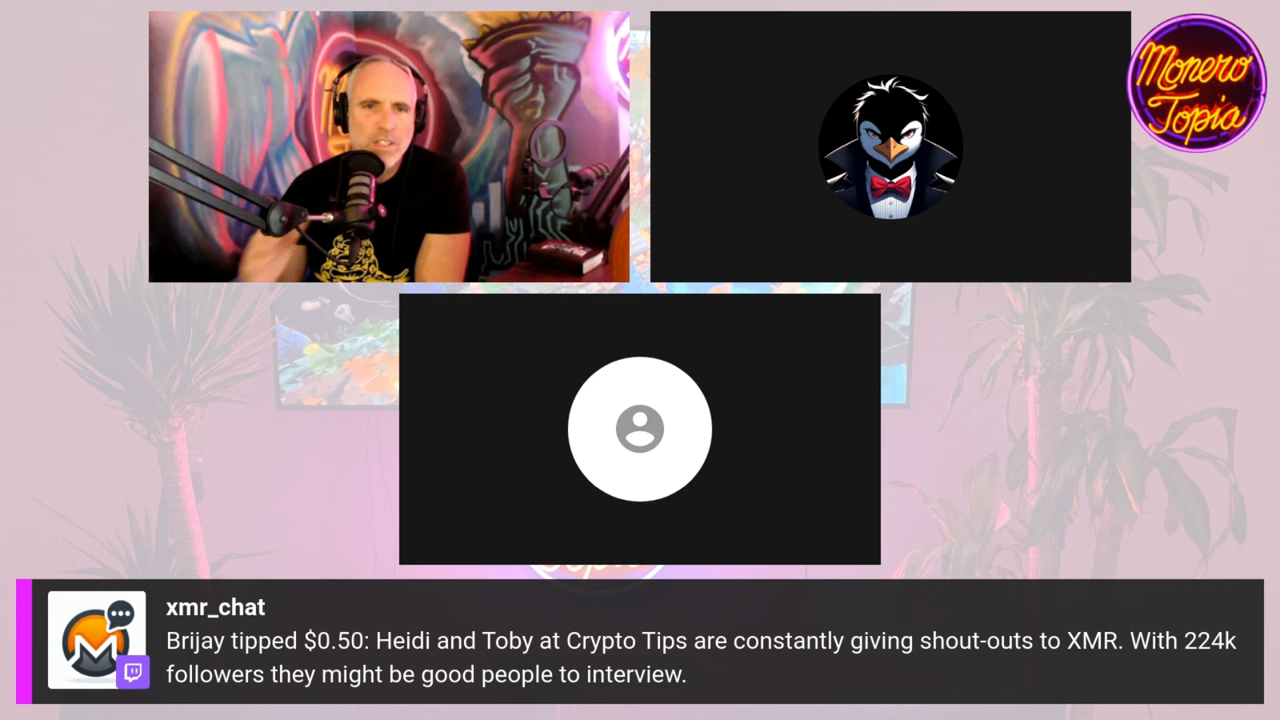 Monero
Topia
xmr_chat
Brijay tipped $0.50: Heidi and Toby at Crypto Tips are constantly giving shout-outs to XMR. With 224k
followers they might be good people to interview.